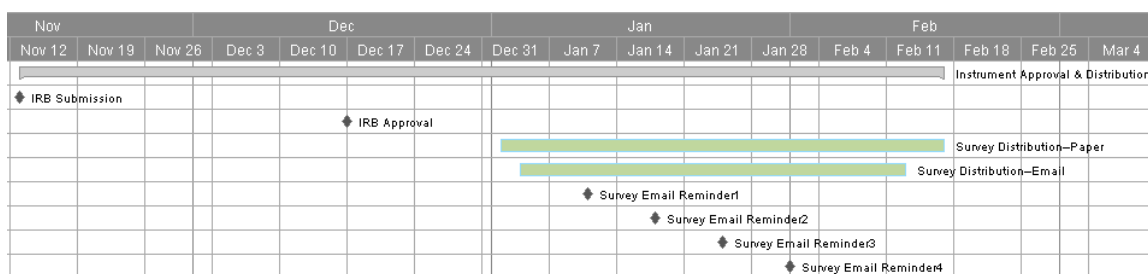 Nov Dec Jan Feb
Nov 12 Nov 19 Nov 26 Dec 3 Dec 10 Dec 17 Dec 24 Dec 31 Jan 7 Jan 14 Jan 21 Jan 28 Feb 4 Feb 11 Feb 18 Feb 25 Mar 4
Instrument Approval & Distribution
IRB Submission
IRB Approval
Survey Distribution–Paper
Survey Distribution–Email
Survey Email Reminder1
Survey Email Reminder2
Survey Email Reminder3
Survey Email Reminder4